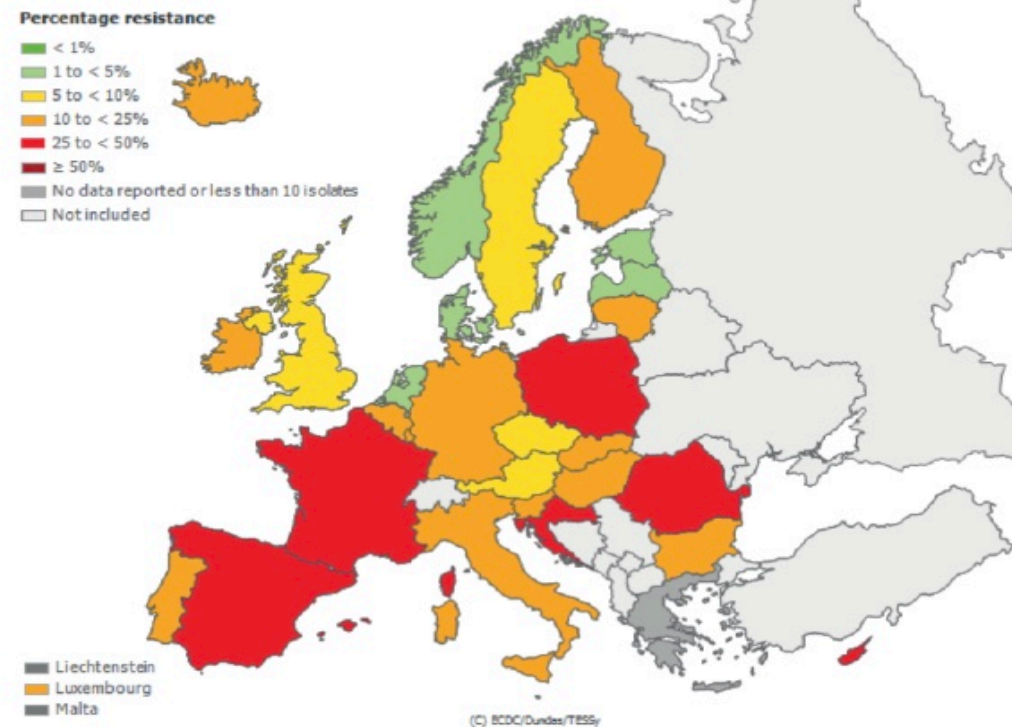 Percentage resistance
< 1%
1 to < 5%
5 to < 10%
10 to < 25%
25 to < 50%
≥ 50%
No data reported or less than 10 isolates
Not included
Liechtenstein
Luxembourg
Malta
(C) ECDC/Dundas/TESSy